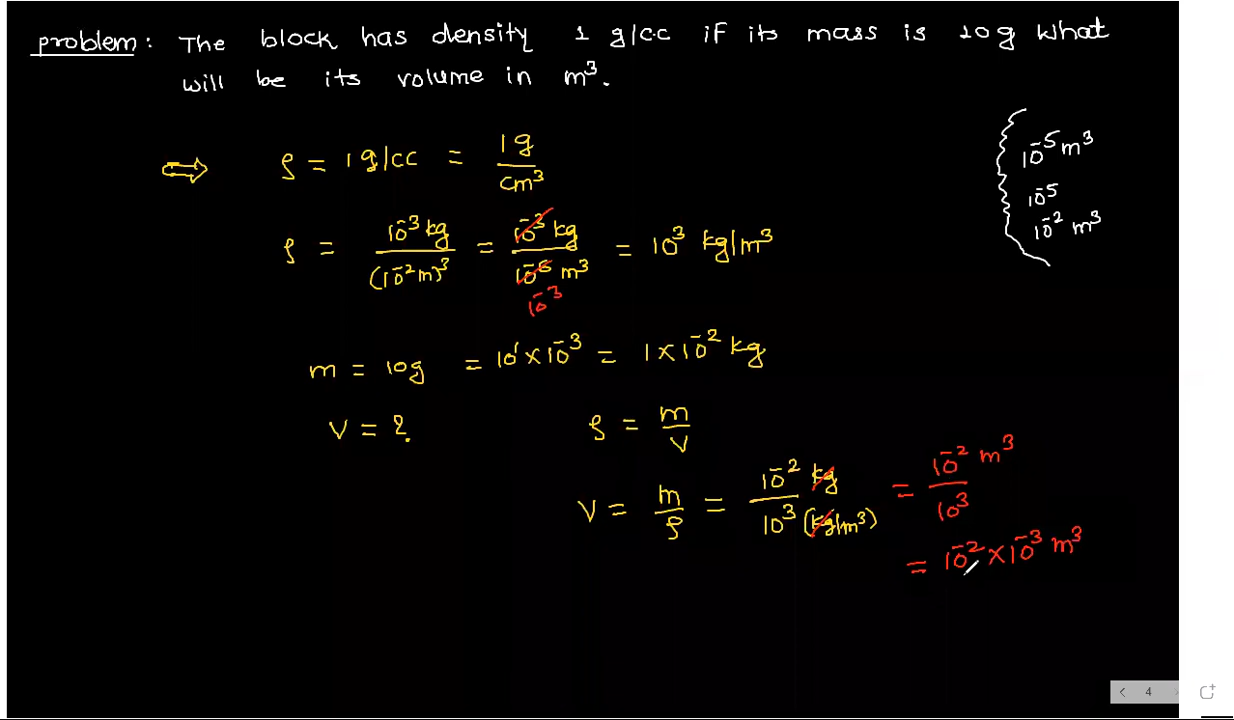 problem: The block has density 1 g/c.c if its mass is 10g What
will be its volume in m³.
⇒ ρ = 1 g/cc = 1g/cm³
10⁻⁵ m³
10⁻⁵
10⁻² m³
ρ = 10⁻³ kg/(10⁻² m)³ = 10⁻³ kg/10⁻⁶ m³ = 10³ kg/m³
10⁻³
m = 10g = 10¹ × 10⁻³ = 1 × 10⁻² kg
V = ? ρ = m/V
V = m/ρ = 10⁻² kg/10³ (kg/m³) = 10⁻² m³/10³
= 10⁻² × 10⁻³ m³
4